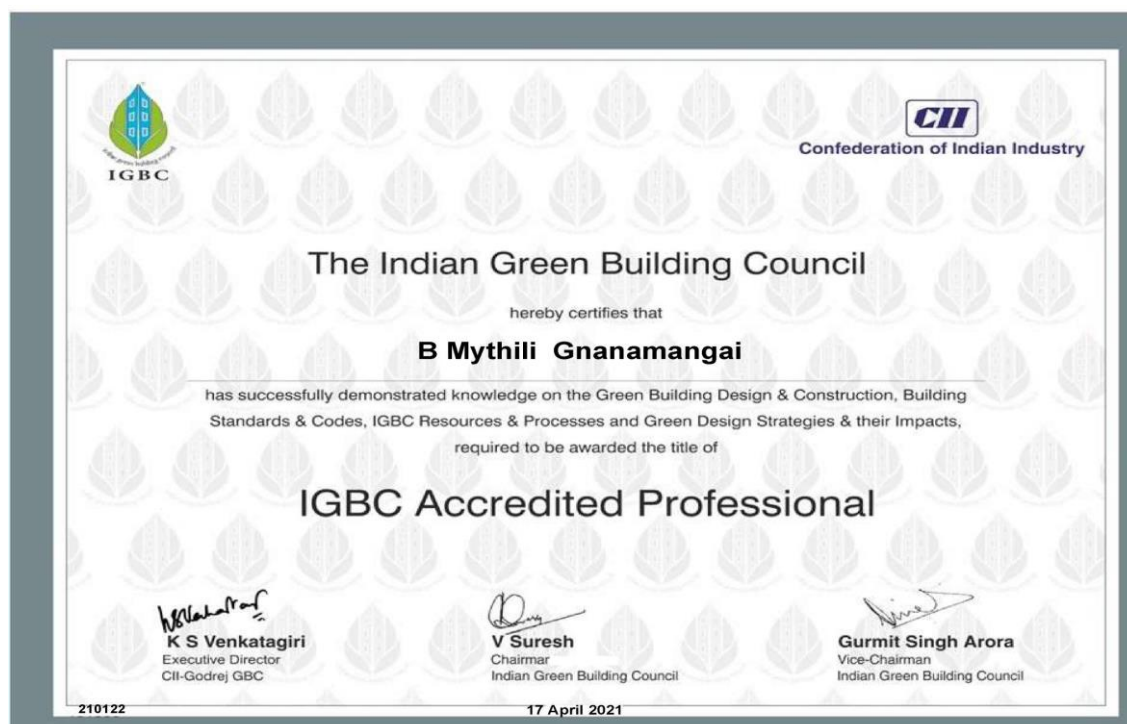 IGBC
CII
Confederation of Indian Industry
The Indian Green Building Council
hereby certifies that
B Mythili Gnanamangai
has successfully demonstrated knowledge on the Green Building Design & Construction, Building
Standards & Codes, IGBC Resources & Processes and Green Design Strategies & their Impacts,
required to be awarded the title of
IGBC Accredited Professional
K S Venkatagiri
Executive Director
CII-Godrej GBC
V Suresh
Chairmar
Indian Green Building Council
Gurmit Singh Arora
Vice-Chairman
Indian Green Building Council
210122
17 April 2021